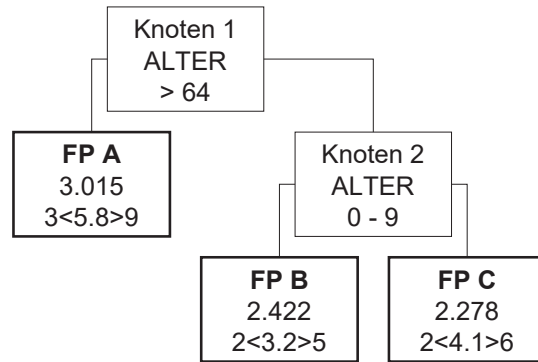 Knoten 1
ALTER
> 64
FP A
3.015
3<5.8>9
Knoten 2
ALTER
0 - 9
FP B
2.422
2<3.2>5
FP C
2.278
2<4.1>6